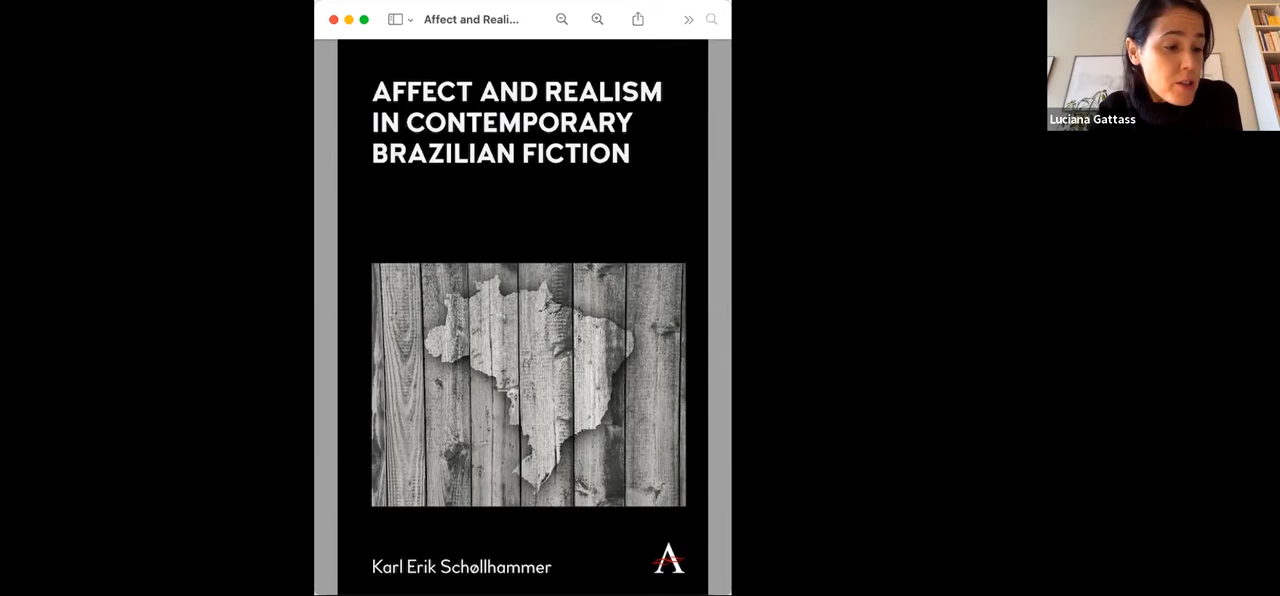 Affect and Reali...
AFFECT AND REALISM
IN CONTEMPORARY
BRAZILIAN FICTION
Karl Erik Schøllhammer
A
Luciana Gattass